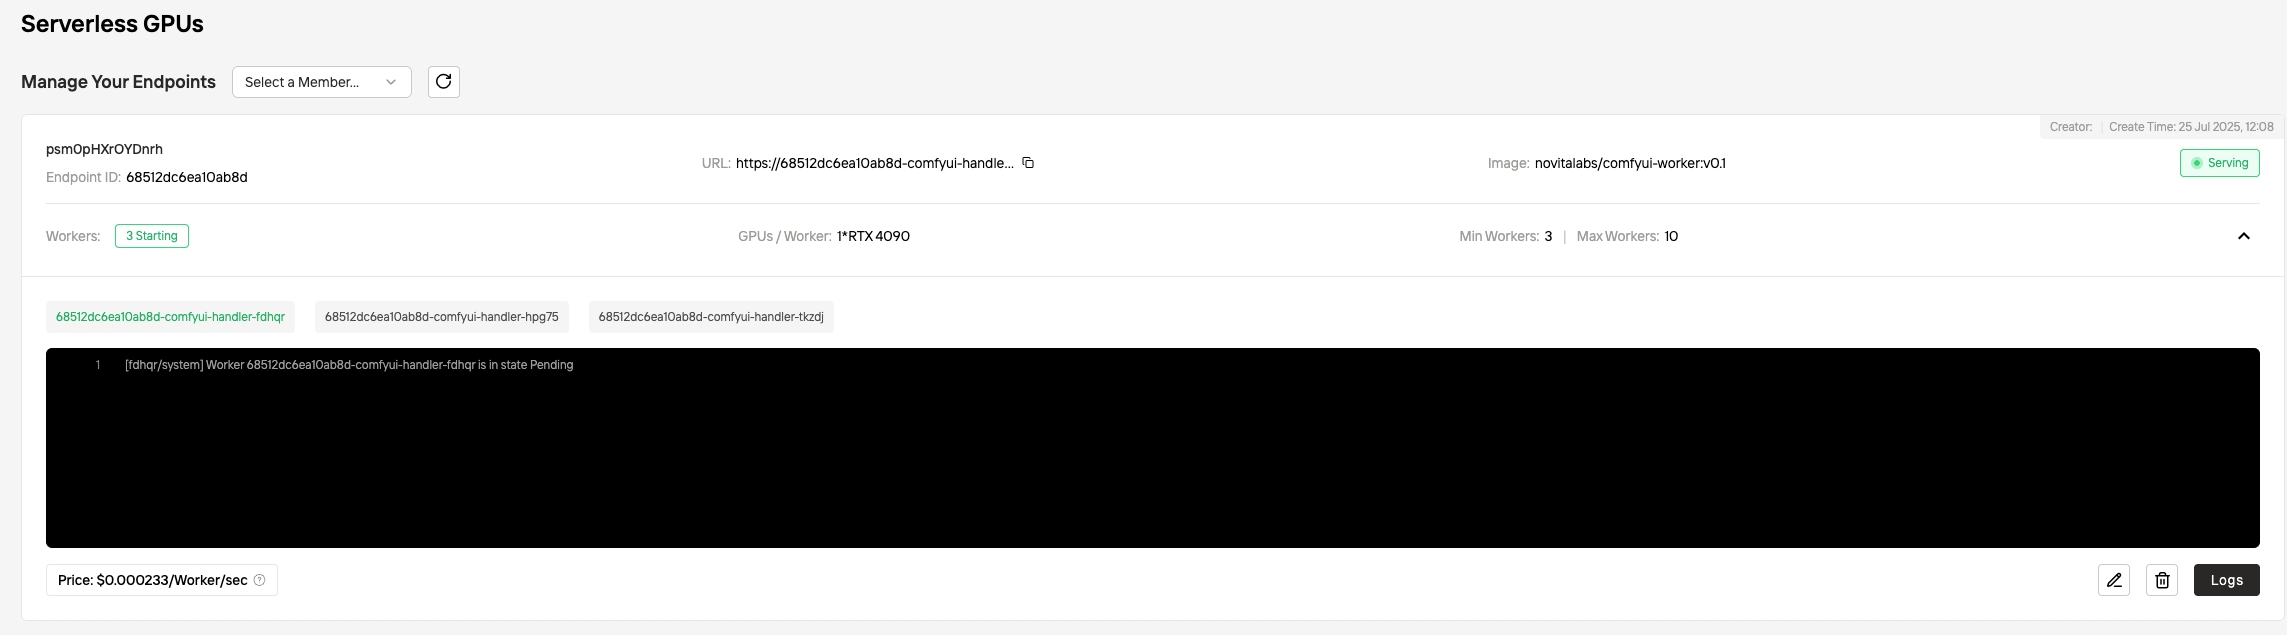 Serverless GPUs
Manage Your Endpoints Select a Member...
Creator: | Create Time: 25 Jul 2025, 12:08
psm0pHXrOYDnrh
Endpoint ID: 68512dc6ea10ab8d
URL: https://68512dc6ea10ab8d-comfyui-handle...
Image: novitalabs/comfyui-worker:v0.1
Serving
Workers: 3 Starting
GPUs / Worker: 1*RTX 4090
Min Workers: 3 | Max Workers: 10
68512dc6ea10ab8d-comfyui-handler-fdhqr
68512dc6ea10ab8d-comfyui-handler-hpg75
68512dc6ea10ab8d-comfyui-handler-tkzdj
1 [fdhqr/system] Worker 68512dc6ea10ab8d-comfyui-handler-fdhqr is in state Pending
Price: $0.000233/Worker/sec ?
Logs